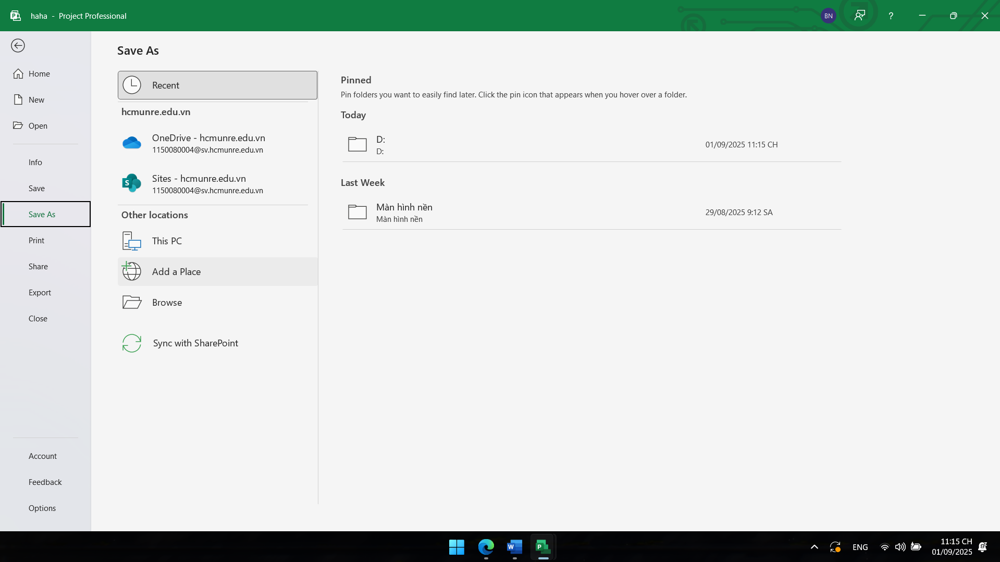 haha - Project Professional
BN
?
Home
New
Open
Info
Save
Save As
Print
Share
Export
Close
Account
Feedback
Options
Save As
Recent
hcmunre.edu.vn
OneDrive - hcmunre.edu.vn
1150080004@sv.hcmunre.edu.vn
S
Sites - hcmunre.edu.vn
1150080004@sv.hcmunre.edu.vn
Other locations
This PC
Add a Place
Browse
Sync with SharePoint
Pinned
Pin folders you want to easily find later. Click the pin icon that appears when you hover over a folder.
Today
D:
D:
01/09/2025 11:15 CH
Last Week
Màn hình nền
Màn hình nền
29/08/2025 9:12 SA
W
P
ENG
11:15 CH
01/09/2025